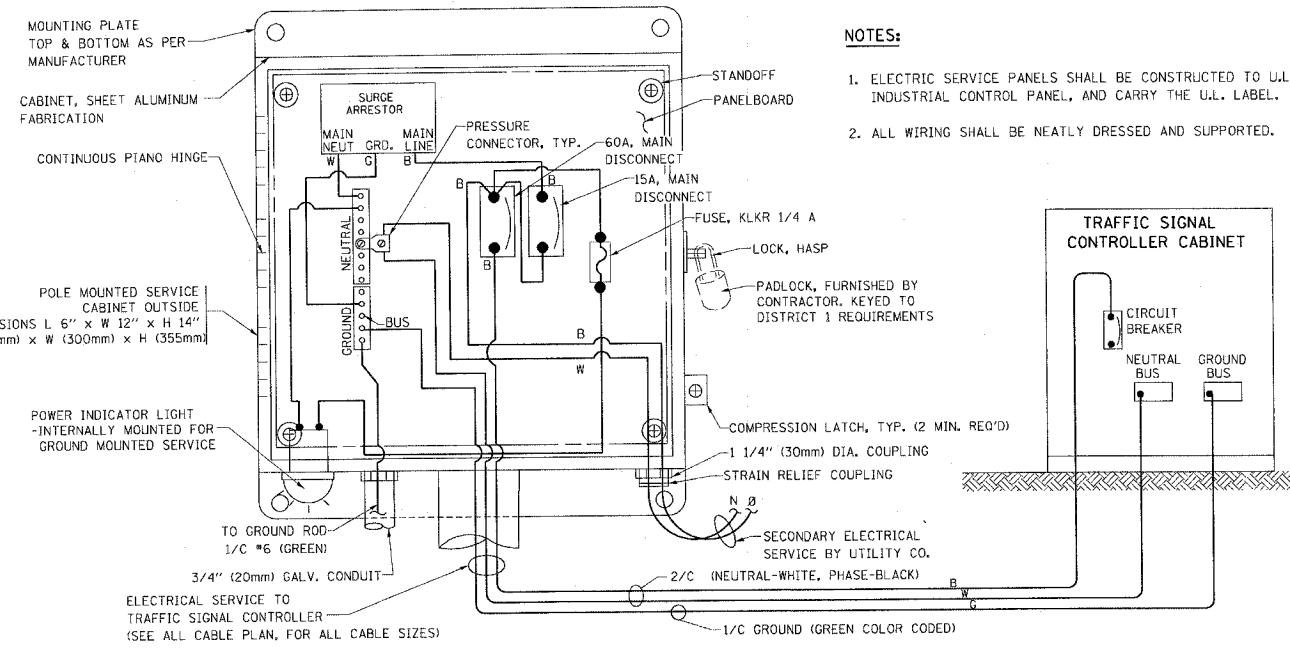 MOUNTING PLATE
TOP & BOTTOM AS PER
MANUFACTURER
CABINET, SHEET ALUMINUM
FABRICATION
CONTINUOUS PIANO HINGE
POLE MOUNTED SERVICE
CABINET OUTSIDE
SIONS L 6" x W 12" x H 14"
mm) x W (300mm) x H (355mm)
POWER INDICATOR LIGHT
-INTERNALLY MOUNTED FOR
GROUND MOUNTED SERVICE
SURGE
ARRESTOR
MAIN
NEUT
GRD.
MAIN
LINE
W
G
B
NEUTRAL
GROUND
BUS
PRESSURE
CONNECTOR, TYP.
B
B
B
B
W
STANDOFF
PANELBOARD
60A, MAIN
DISCONNECT
15A, MAIN
DISCONNECT
FUSE, KLKR 1/4 A
LOCK, HASP
PADLOCK, FURNISHED BY
CONTRACTOR. KEYED TO
DISTRICT 1 REQUIREMENTS
COMPRESSION LATCH, TYP. (2 MIN. REQ'D)
1 1/4" (30mm) DIA. COUPLING
STRAIN RELIEF COUPLING
N Ø
SECONDARY ELECTRICAL
SERVICE BY UTILITY CO.
TO GROUND ROD
1/C #6 (GREEN)
3/4" (20mm) GALV. CONDUIT
ELECTRICAL SERVICE TO
TRAFFIC SIGNAL CONTROLLER
(SEE ALL CABLE PLAN, FOR ALL CABLE SIZES)
2/C (NEUTRAL-WHITE, PHASE-BLACK)
1/C GROUND (GREEN COLOR CODED)
B
W
G
NOTES:
1. ELECTRIC SERVICE PANELS SHALL BE CONSTRUCTED TO U.L
INDUSTRIAL CONTROL PANEL, AND CARRY THE U.L. LABEL.
2. ALL WIRING SHALL BE NEATLY DRESSED AND SUPPORTED.
TRAFFIC SIGNAL
CONTROLLER CABINET
CIRCUIT
BREAKER
NEUTRAL
BUS
GROUND
BUS